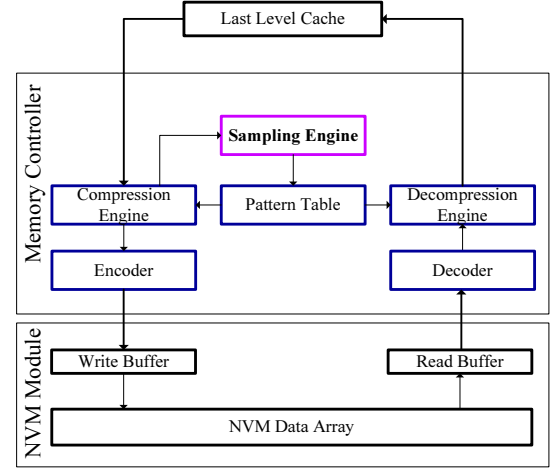 Last Level Cache
Memory Controller
Sampling Engine
Compression
Engine
Pattern Table
Decompression
Engine
Encoder
Decoder
NVM Module
Write Buffer
Read Buffer
NVM Data Array